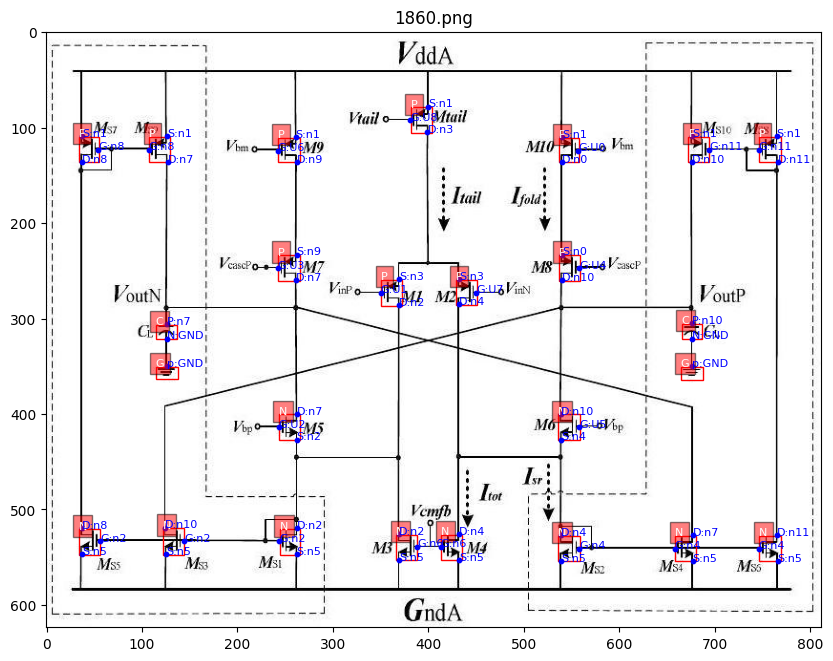 1860.png
VddA
MS7
Vtail
Mtail
MS10
Vbm
M9
M10
Vbm
Itail
Ifold
VcascP
M7
M8
VcascP
VinP
M1
M2
VinN
VoutN
VoutP
CL
Vbp
M5
M6
Vbp
Itot
Isr
Vcmfb
MS5
MS3
MS1
M3
M4
MS2
MS4
MS6
GndA
P S:n1 G:n8 D:n8
P S:n1 G:n8 D:n7
P S:n1 G:U6 D:n9
P S:n1 G:U8 D:n3
P S:n1 D:n0
P S:n1 G:n11 D:n10
P S:n1 G:n11 D:n11
P S:n9 G:U3 D:n7
P S:n3 D:n2
P S:n3 G:U7 D:n4
P S:n0 G:U4 D:n10
C P:n7 N:GND
G p:GND
C P:n10 N:GND
G p:GND
N D:n7 G:U2 S:n2
N D:n10 S:n4
N D:n8 G:n2 S:n5
N D:n10 G:n2 S:n5
N D:n2 G:n2 S:n5
N D:n2 S:n5
N D:n4 S:n5
N D:n4 G:n4 S:n5
N D:n7 G:n4 S:n5
N D:n11 G:n4 S:n5
0 100 200 300 400 500 600 700 800
0
100
200
300
400
500
600